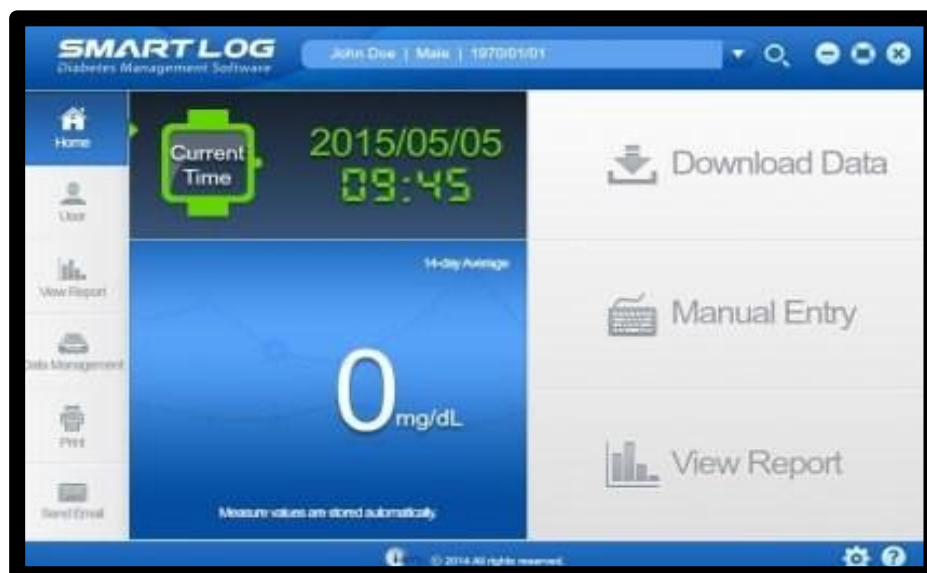 SMART LOG
Diabetes Management Software
John Doe | Male | 1970/01/01
Home
User
View Report
Data Management
Print
Send Email
Current
Time
2015/05/05
09:45
14-day Average
0 mg/dL
Measure values are stored automatically.
Download Data
Manual Entry
View Report
© 2014 All rights reserved.